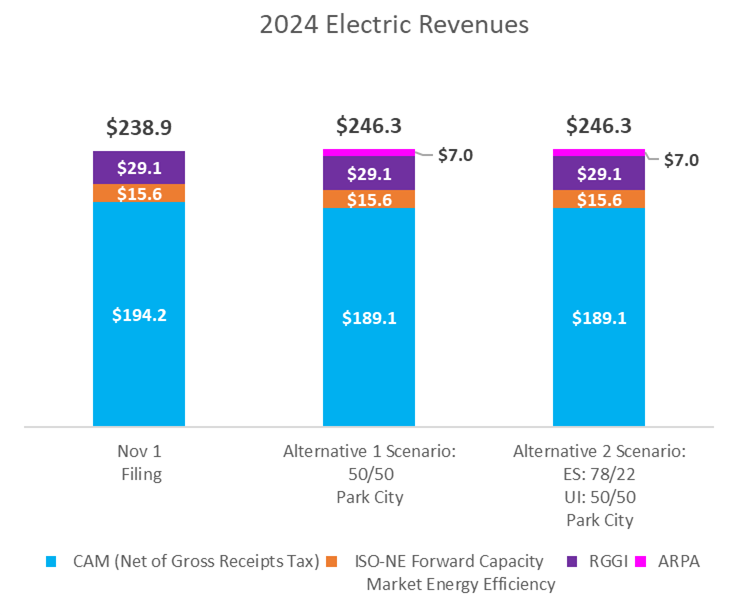 2024 Electric Revenues
$238.9
$246.3
$246.3
$7.0
$7.0
$29.1
$29.1
$29.1
$15.6
$15.6
$15.6
$194.2
$189.1
$189.1
Nov 1
Filing
Alternative 1 Scenario:
50/50
Park City
Alternative 2 Scenario:
ES: 78/22
UI: 50/50
Park City
CAM (Net of Gross Receipts Tax)
ISO-NE Forward Capacity
Market Energy Efficiency
RGGI
ARPA